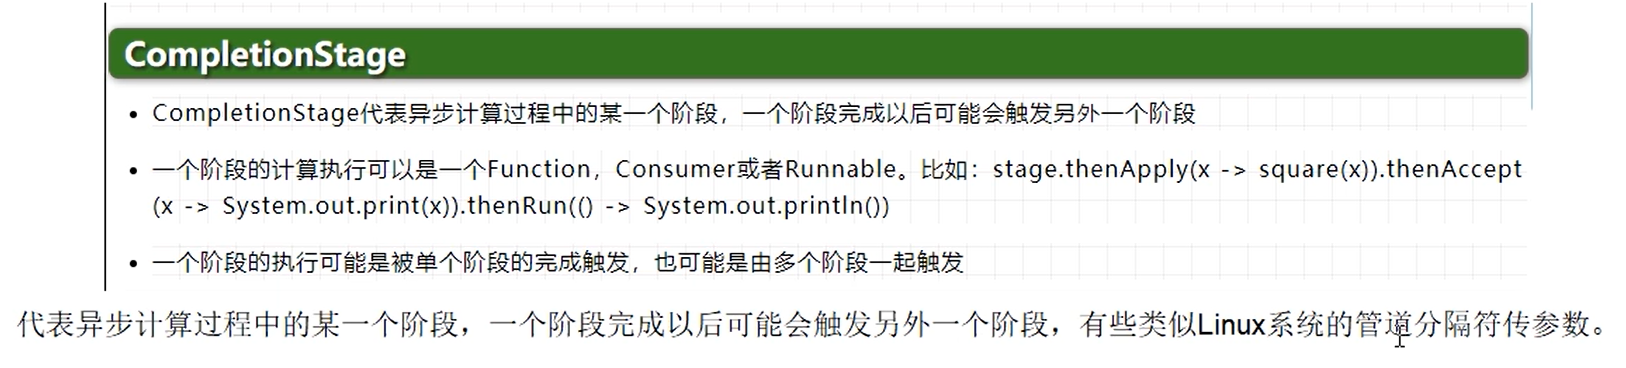 CompletionStage
CompletionStage代表异步计算过程中的某一个阶段，一个阶段完成以后可能会触发另外一个阶段
一个阶段的计算执行可以是一个Function，Consumer或者Runnable。比如：stage.thenApply(x -> square(x)).thenAccept
(x -> System.out.print(x)).thenRun(() -> System.out.println())
一个阶段的执行可能是被单个阶段的完成触发，也可能是由多个阶段一起触发
代表异步计算过程中的某一个阶段，一个阶段完成以后可能会触发另外一个阶段，有些类似Linux系统的管道分隔符传参数。